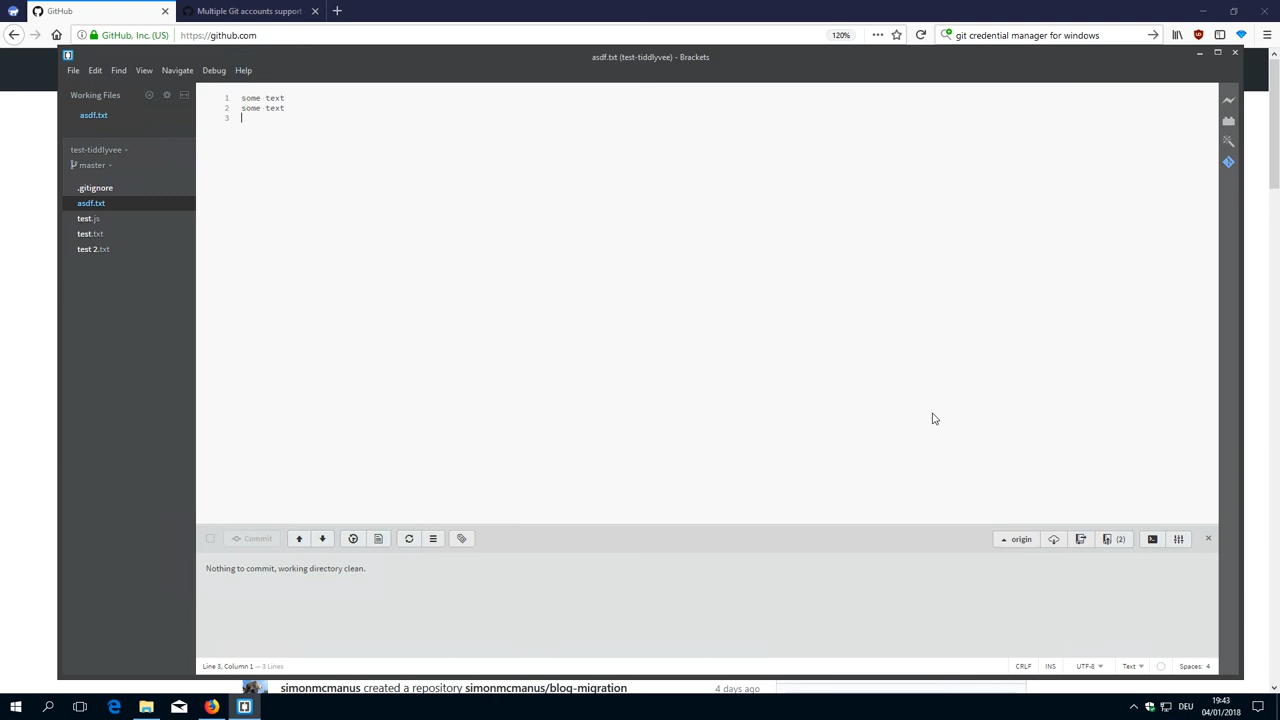 GitHub
Multiple Git accounts support
GitHub, Inc. (US)
https://github.com
120%
git credential manager for windows
asdf.txt (test-tiddlyvee) - Brackets
File Edit Find View Navigate Debug Help
Working Files
asdf.txt
test-tiddlyvee
master
.gitignore
asdf.txt
test.js
test.txt
test 2.txt
1 some text
2 some text
3
Commit
origin
(2)
Nothing to commit, working directory clean.
Line 3, Column 1 — 3 Lines
CRLF INS UTF-8 Text Spaces: 4
simonmcmanus created a repository simonmcmanus/blog-migration
4 days ago
DEU
19:43
04/01/2018